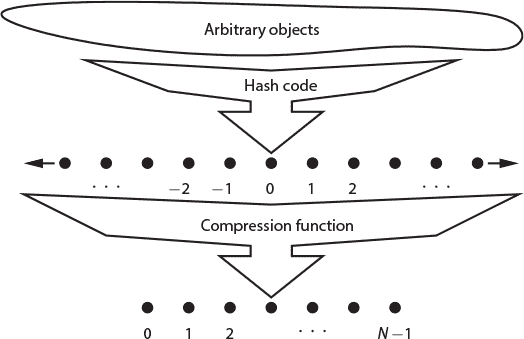 Arbitrary objects
Hash code
. . . −2 −1 0 1 2 . . .
Compression function
0 1 2 . . . N −1